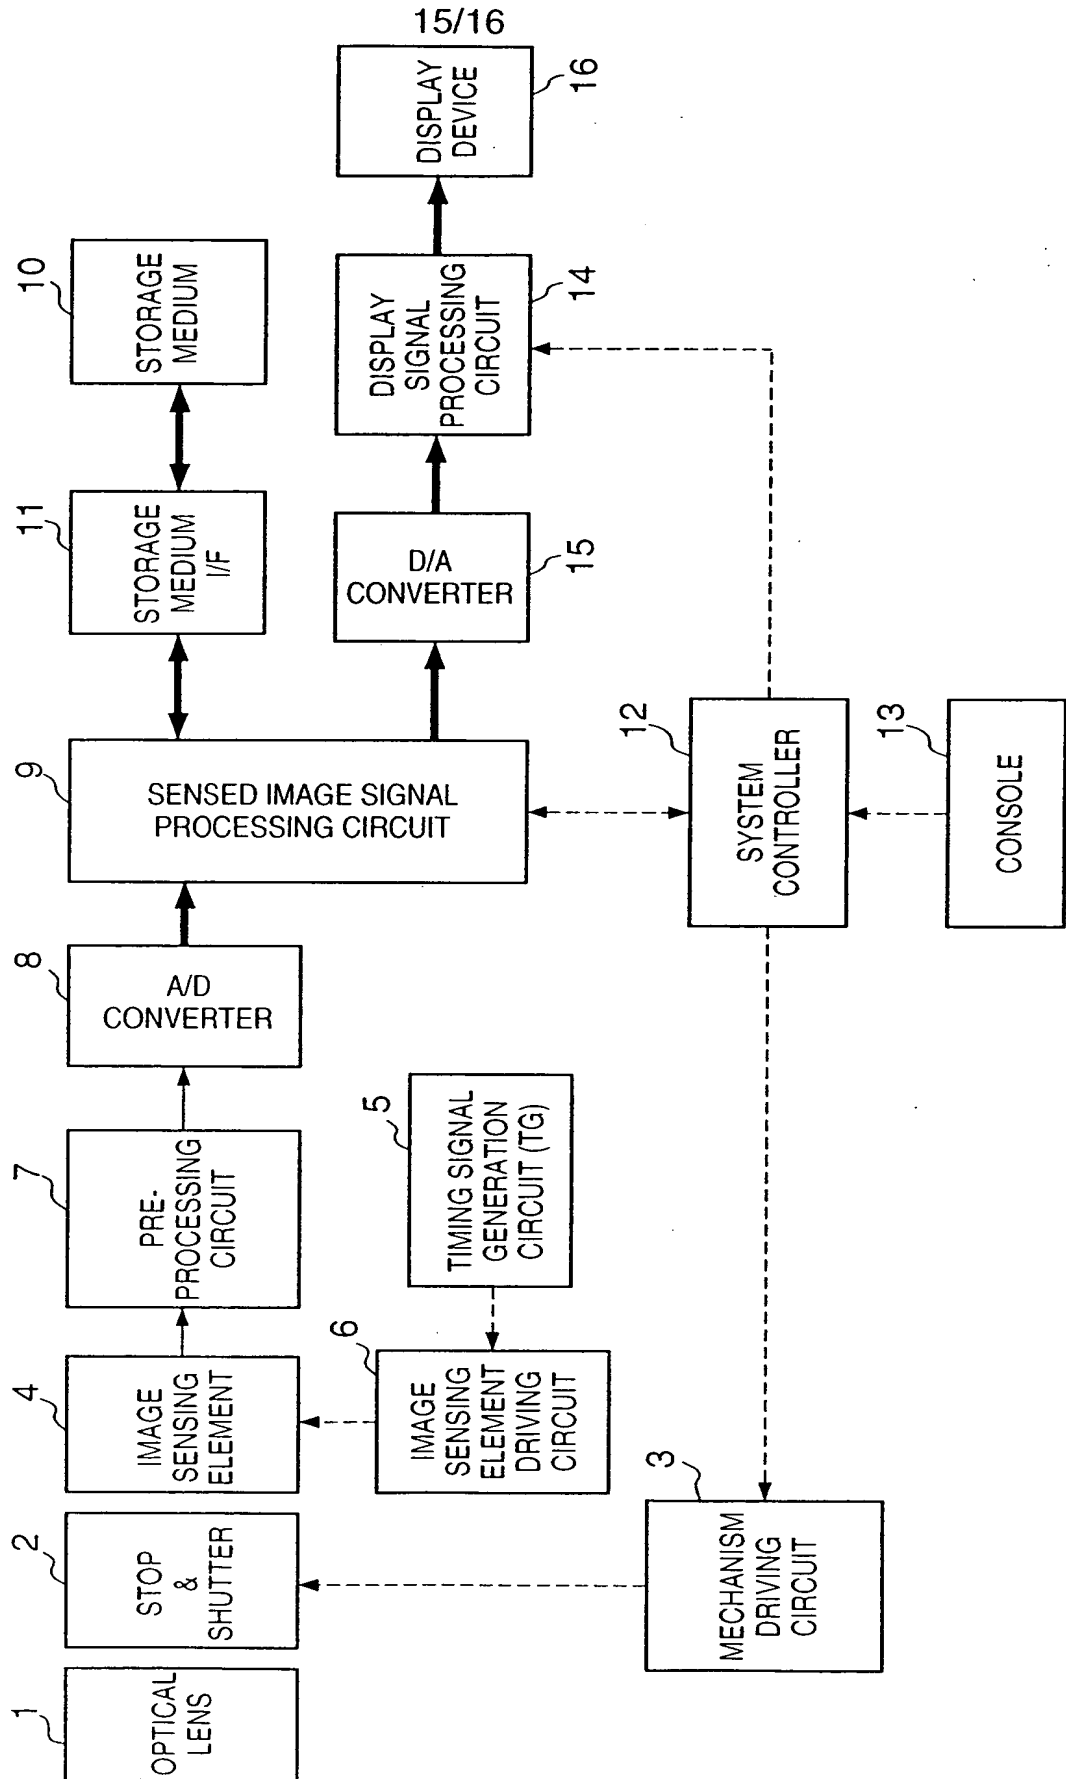 15/16
1
OPTICAL
LENS
2
STOP
&
SHUTTER
4
IMAGE
SENSING
ELEMENT
7
PRE-
PROCESSING
CIRCUIT
8
A/D
CONVERTER
9
SENSED IMAGE SIGNAL
PROCESSING CIRCUIT
11
STORAGE
MEDIUM
I/F
10
STORAGE
MEDIUM
15
D/A
CONVERTER
14
DISPLAY
SIGNAL
PROCESSING
CIRCUIT
16
DISPLAY
DEVICE
6
IMAGE
SENSING
ELEMENT
DRIVING
CIRCUIT
5
TIMING SIGNAL
GENERATION
CIRCUIT (TG)
3
MECHANISM
DRIVING
CIRCUIT
12
SYSTEM
CONTROLLER
13
CONSOLE